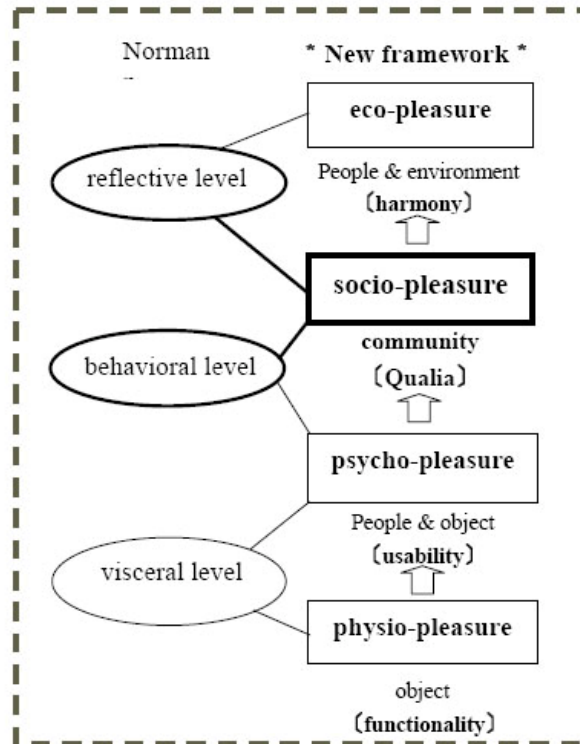 Norman
* New framework *
eco-pleasure
reflective level
People & environment
〔harmony〕
socio-pleasure
community
behavioral level
〔Qualia〕
psycho-pleasure
People & object
visceral level
〔usability〕
physio-pleasure
object
〔functionality〕